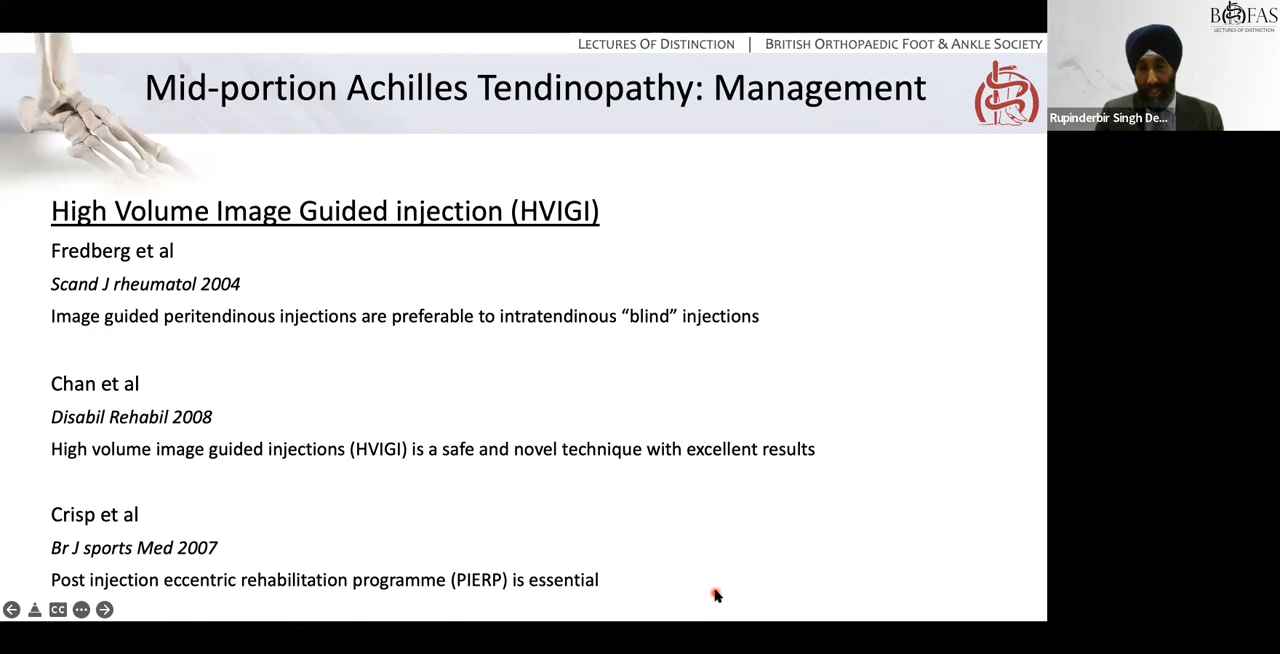 LECTURES OF DISTINCTION | BRITISH ORTHOPAEDIC FOOT & ANKLE SOCIETY
Mid-portion Achilles Tendinopathy: Management
BOFAS
LECTURES OF DISTINCTION
Rupinderbir Singh De...
High Volume Image Guided injection (HVIGI)
Fredberg et al
Scand J rheumatol 2004
Image guided peritendinous injections are preferable to intratendinous “blind” injections
Chan et al
Disabil Rehabil 2008
High volume image guided injections (HVIGI) is a safe and novel technique with excellent results
Crisp et al
Br J sports Med 2007
Post injection eccentric rehabilitation programme (PIERP) is essential
CC